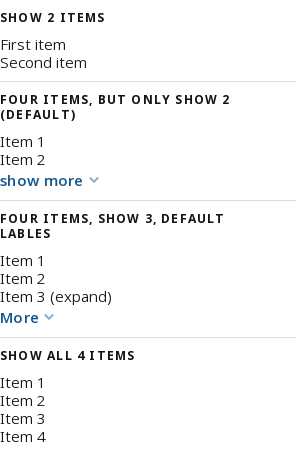 SHOW 2 ITEMS
First item
Second item
FOUR ITEMS, BUT ONLY SHOW 2
(DEFAULT)
Item 1
Item 2
show more
FOUR ITEMS, SHOW 3, DEFAULT
LABLES
Item 1
Item 2
Item 3 (expand)
More
SHOW ALL 4 ITEMS
Item 1
Item 2
Item 3
Item 4